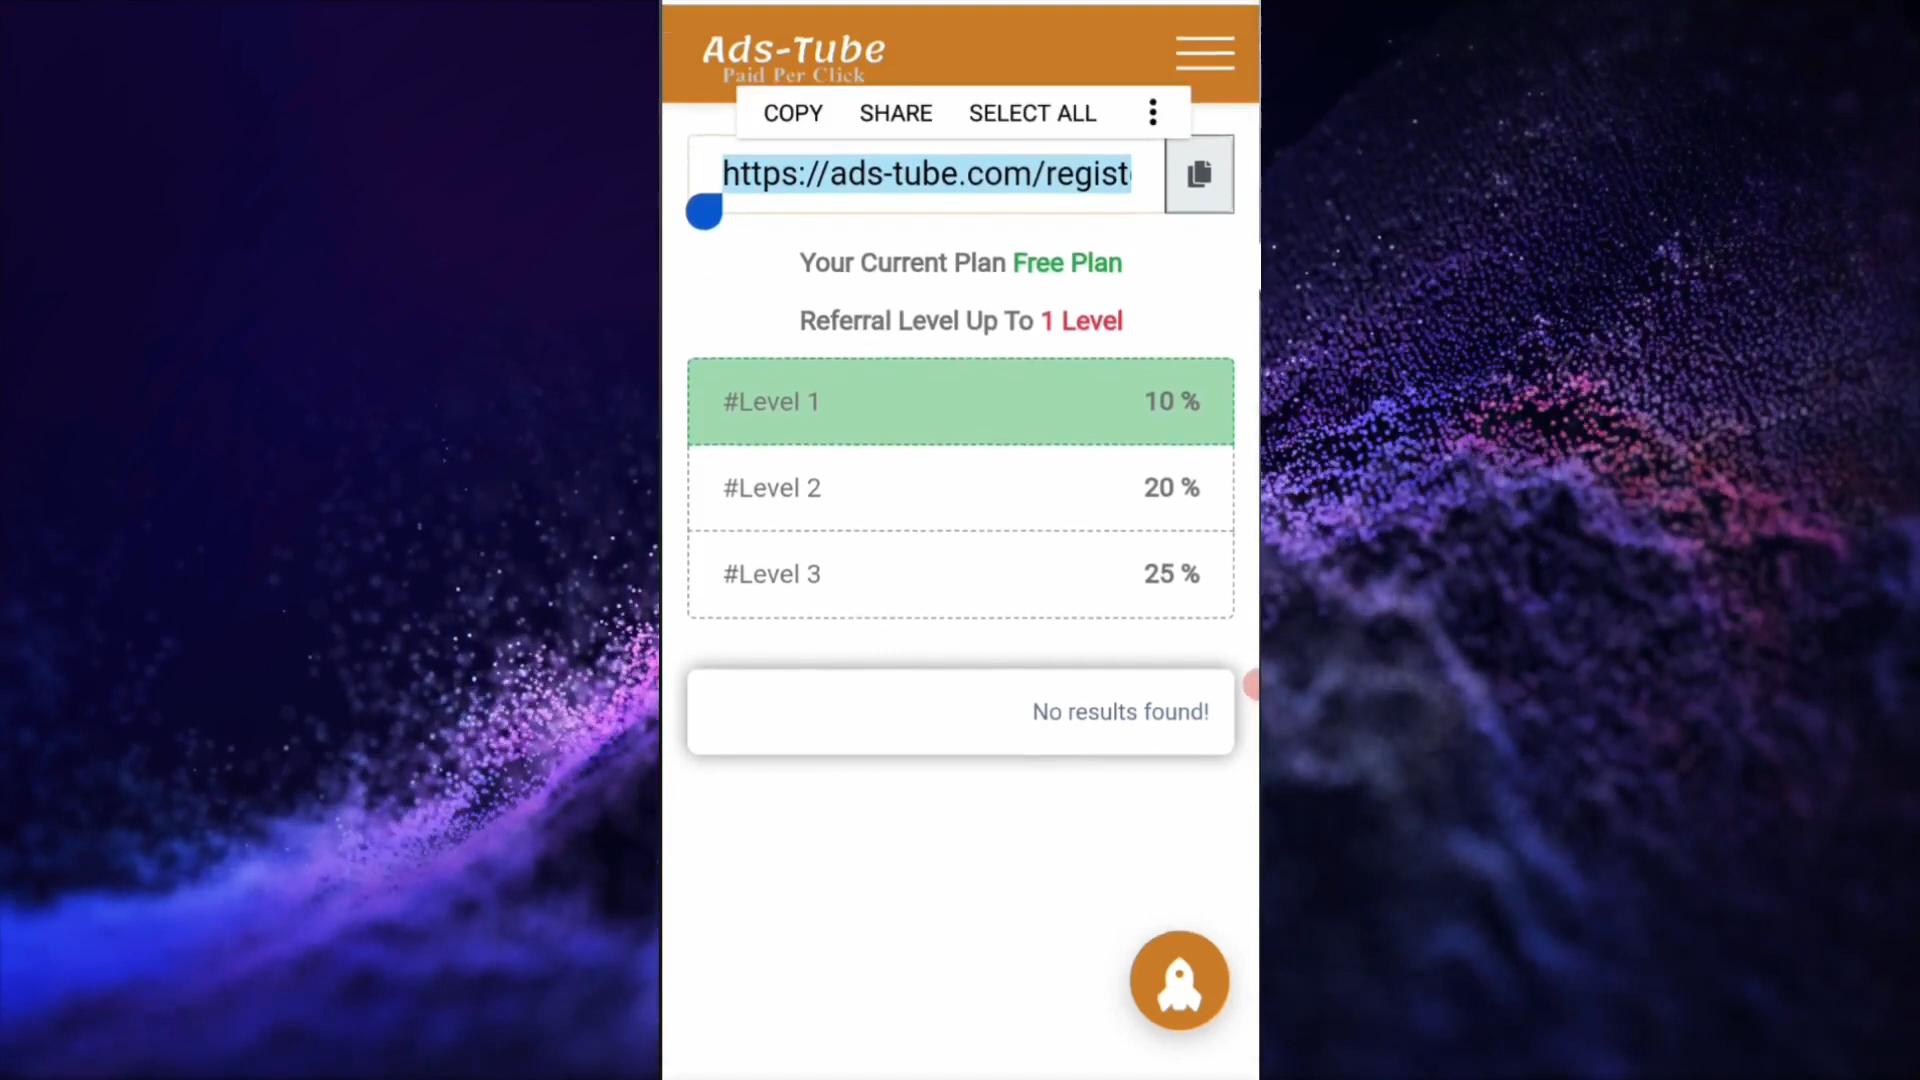 Ads-Tube
Paid Per Click
COPY SHARE SELECT ALL
https://ads-tube.com/regist
Your Current Plan Free Plan
Referral Level Up To 1 Level
#Level 1 10 %
#Level 2 20 %
#Level 3 25 %
No results found!